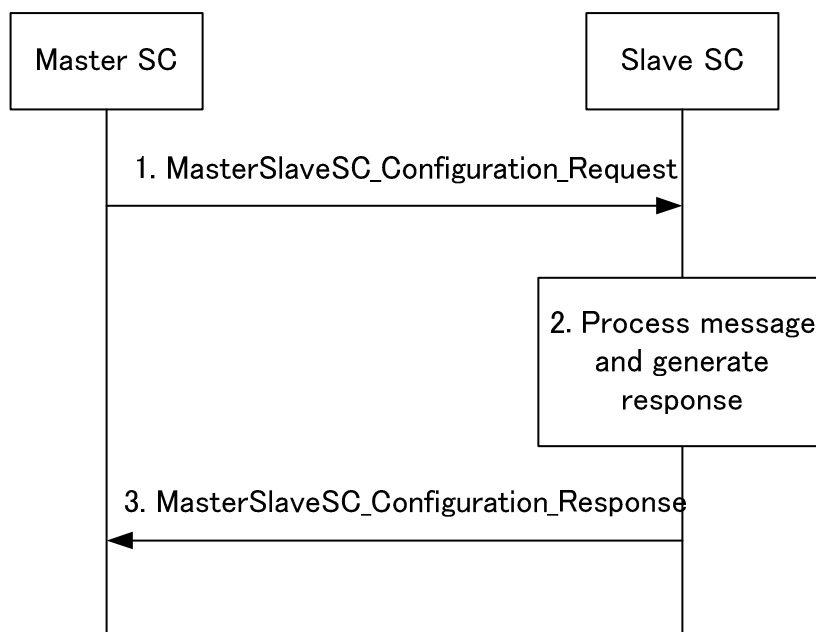 Master SC
Slave SC
1. MasterSlaveSC_Configuration_Request
2. Process message
and generate
response
3. MasterSlaveSC_Configuration_Response